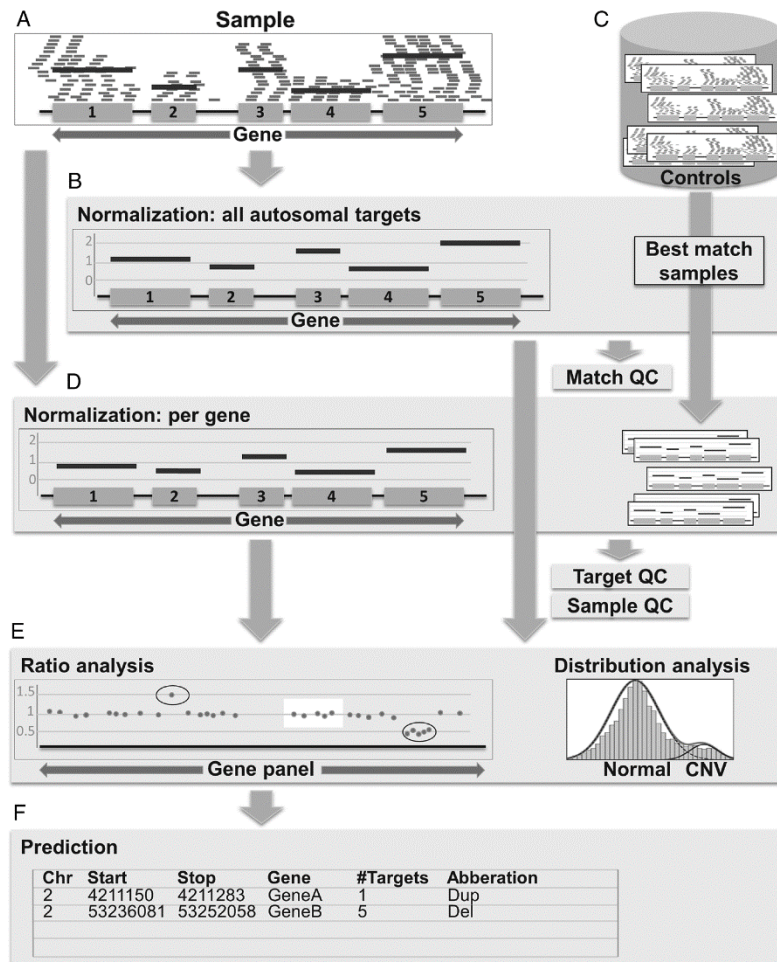 A
Sample
C
1 2 3 4 5
Gene
Controls
B
Normalization: all autosomal targets
2
1
0
1 2 3 4 5
Gene
Best match
samples
Match QC
D
Normalization: per gene
2
1
0
1 2 3 4 5
Gene
Target QC
Sample QC
E
Ratio analysis
1.5
1
0.5
Gene panel
Distribution analysis
Normal CNV
F
Prediction
Chr Start Stop Gene #Targets Abberation
2 4211150 4211283 GeneA 1 Dup
2 53236081 53252058 GeneB 5 Del